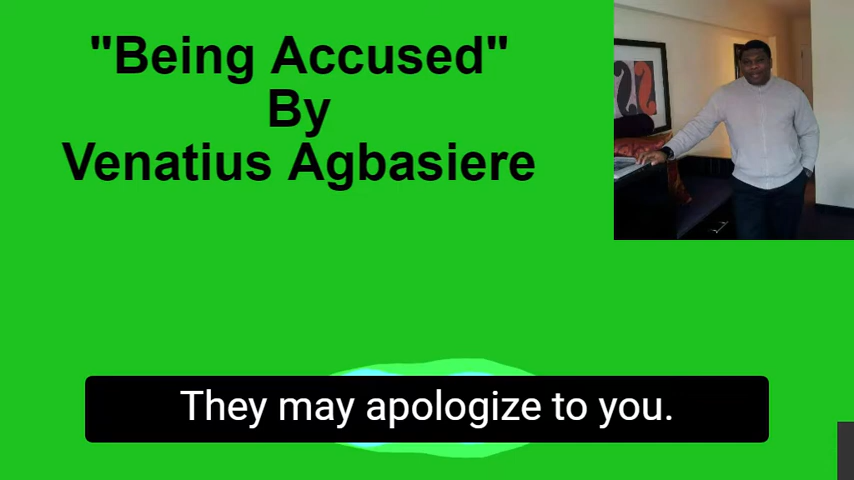 "Being Accused"
By
Venatius Agbasiere
They may apologize to you.